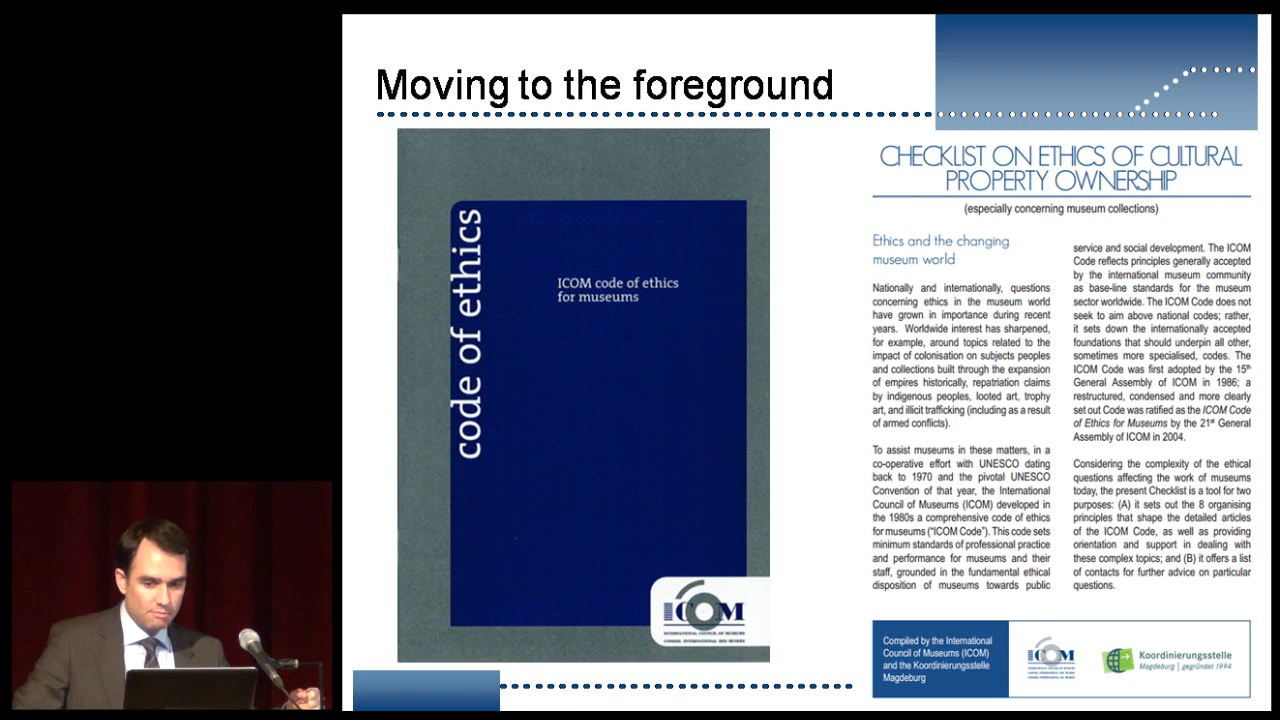 Moving to the foreground
code of ethics
ICOM code of ethics
for museums
ICOM
INTERNATIONAL COUNCIL OF MUSEUMS
CONSEIL INTERNATIONAL DES MUSEES
CHECKLIST ON ETHICS OF CULTURAL
PROPERTY OWNERSHIP
(especially concerning museum collections)
Ethics and the changing
museum world
Nationally and internationally, questions
concerning ethics in the museum world
have grown in importance during recent
years. Worldwide interest has sharpened,
for example, around topics related to the
impact of colonisation on subjects peoples
and collections built through the expansion
of empires historically, repatriation claims
by indigenous peoples, looted art, trophy
art, and illicit trafficking (including as a result
of armed conflicts).
To assist museums in these matters, in a
co-operative effort with UNESCO dating
back to 1970 and the pivotal UNESCO
Convention of that year, the International
Council of Museums (ICOM) developed in
the 1980s a comprehensive code of ethics
for museums (“ICOM Code”). This code sets
minimum standards of professional practice
and performance for museums and their
staff, grounded in the fundamental ethical
disposition of museums towards public
service and social development. The ICOM
Code reflects principles generally accepted
by the international museum community
as base-line standards for the museum
sector worldwide. The ICOM Code does not
seek to aim above national codes; rather,
it sets down the internationally accepted
foundations that should underpin all other,
sometimes more specialised, codes. The
ICOM Code was first adopted by the 15th
General Assembly of ICOM in 1986; a
restructured, condensed and more clearly
set out Code was ratified as the ICOM Code
of Ethics for Museums by the 21st General
Assembly of ICOM in 2004.
Considering the complexity of the ethical
questions affecting the work of museums
today, the present Checklist is a tool for two
purposes: (A) it sets out the 8 organising
principles that shape the detailed articles
of the ICOM Code, as well as providing
orientation and support in dealing with
these complex topics; and (B) it offers a list
of contacts for further advice on particular
questions.
Compiled by the International
Council of Museums (ICOM)
and the Koordinierungsstelle
Magdeburg
ICOM
Koordinierungsstelle
Magdeburg | gegründet 1994